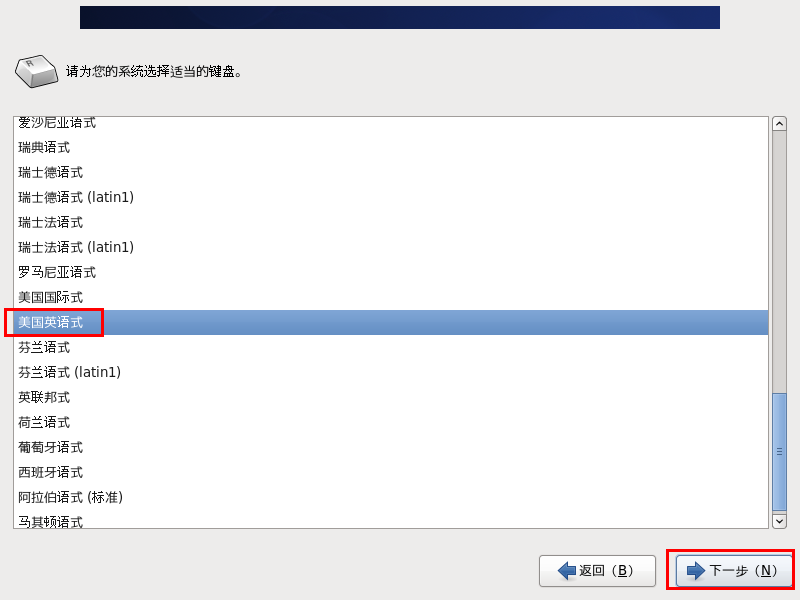 请为您的系统选择适当的键盘。
爱沙尼亚语式
瑞典语式
瑞士德语式
瑞士德语式 (latin1)
瑞士法语式
瑞士法语式 (latin1)
罗马尼亚语式
美国国际式
美国英语式
芬兰语式
芬兰语式 (latin1)
英联邦式
荷兰语式
葡萄牙语式
西班牙语式
阿拉伯语式 (标准)
马其顿语式
返回（B）
下一步（N）